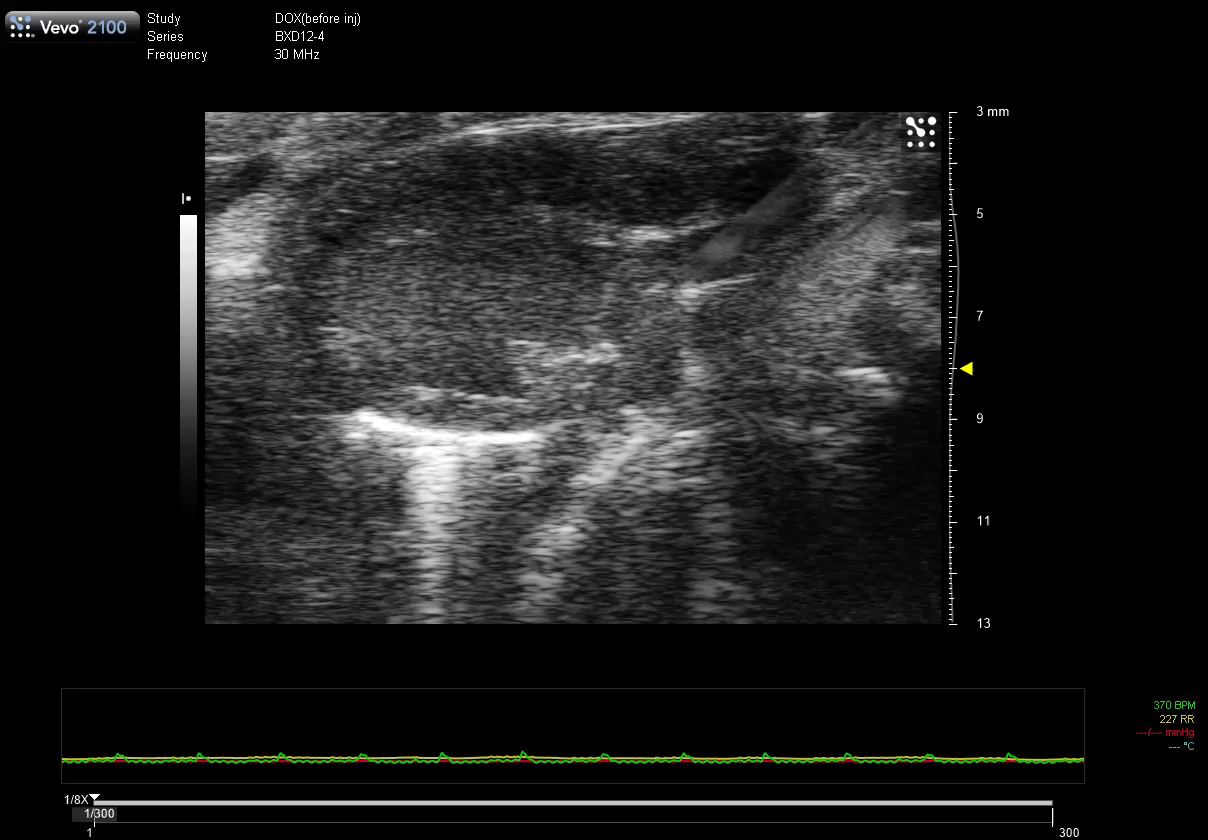 Vevo® 2100
Study DOX(before inj)
Series BXD12-4
Frequency 30 MHz
3 mm
5
7
9
11
13
370 BPM
227 RR
---/--- mmHg
--- °C
1/8X
1/300
1
300